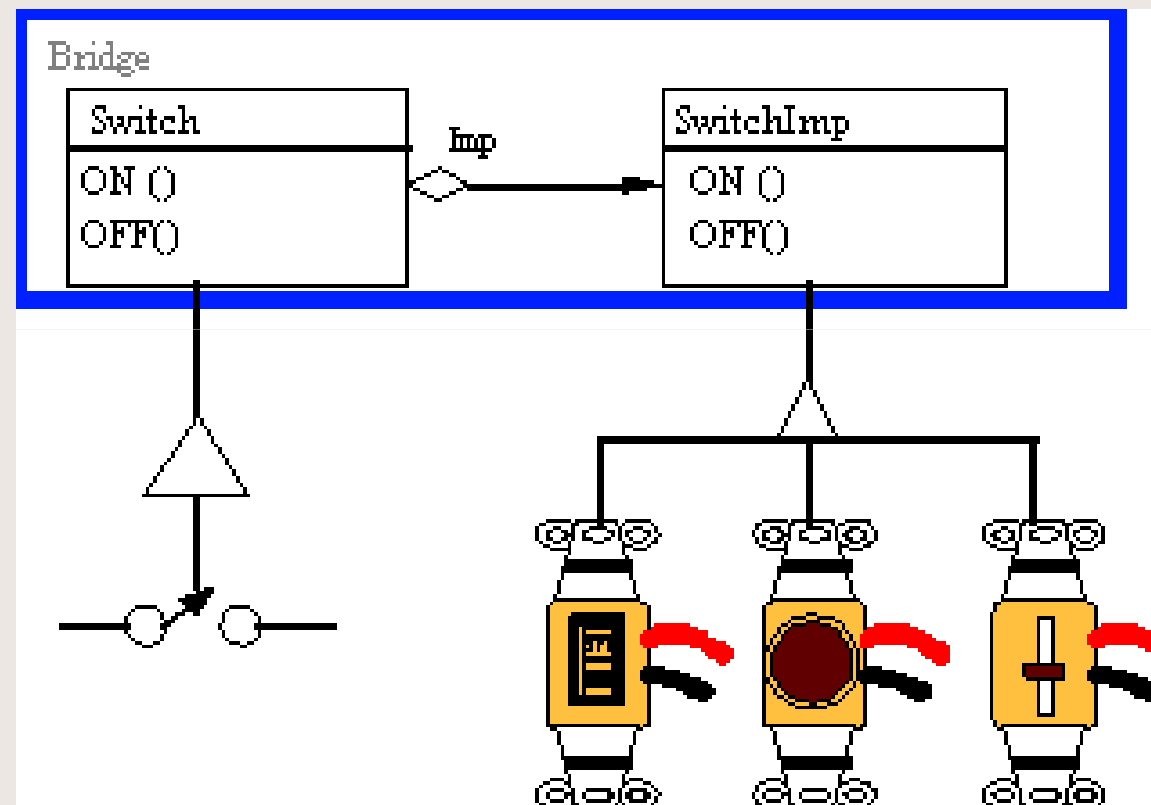 Bridge
Switch
ON ()
OFF()
Imp
SwitchImp
ON ()
OFF()